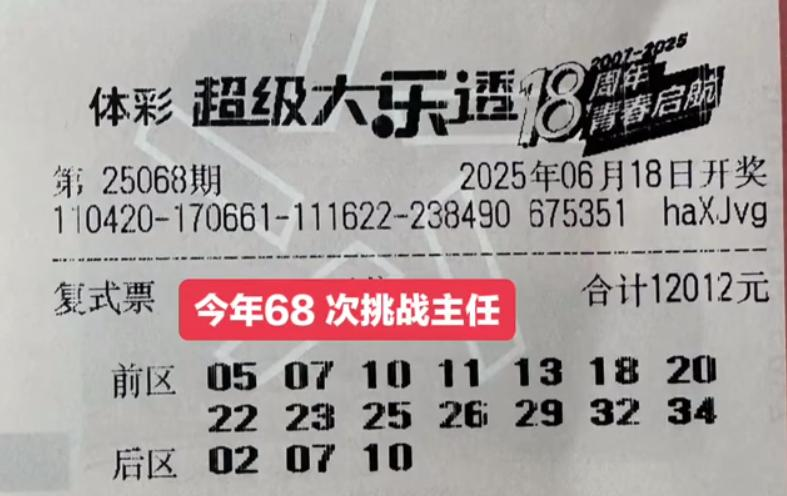 体彩 超级大乐透 18 2007-2025 周年 青春启航
第 25068期 2025年06月18日开奖
110420-170661-111622-238490 675351 haXJvg
复式票 合计12012元
今年68 次挑战主任
前区 05 07 10 11 13 18 20
22 23 25 26 29 32 34
后区 02 07 10